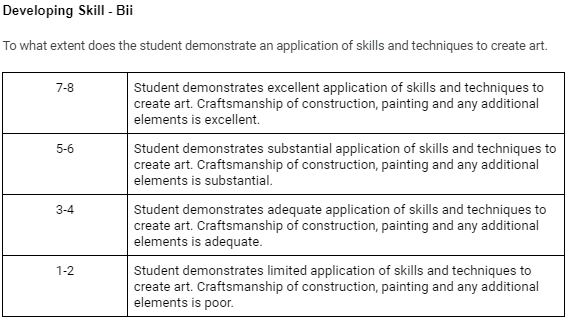 Developing Skill - Bii
To what extent does the student demonstrate an application of skills and techniques to create art.
7-8
Student demonstrates excellent application of skills and techniques to
create art. Craftsmanship of construction, painting and any additional
elements is excellent.
5-6
Student demonstrates substantial application of skills and techniques to
create art. Craftsmanship of construction, painting and any additional
elements is substantial.
3-4
Student demonstrates adequate application of skills and techniques to
create art. Craftsmanship of construction, painting and any additional
elements is adequate.
1-2
Student demonstrates limited application of skills and techniques to
create art. Craftsmanship of construction, painting and any additional
elements is poor.